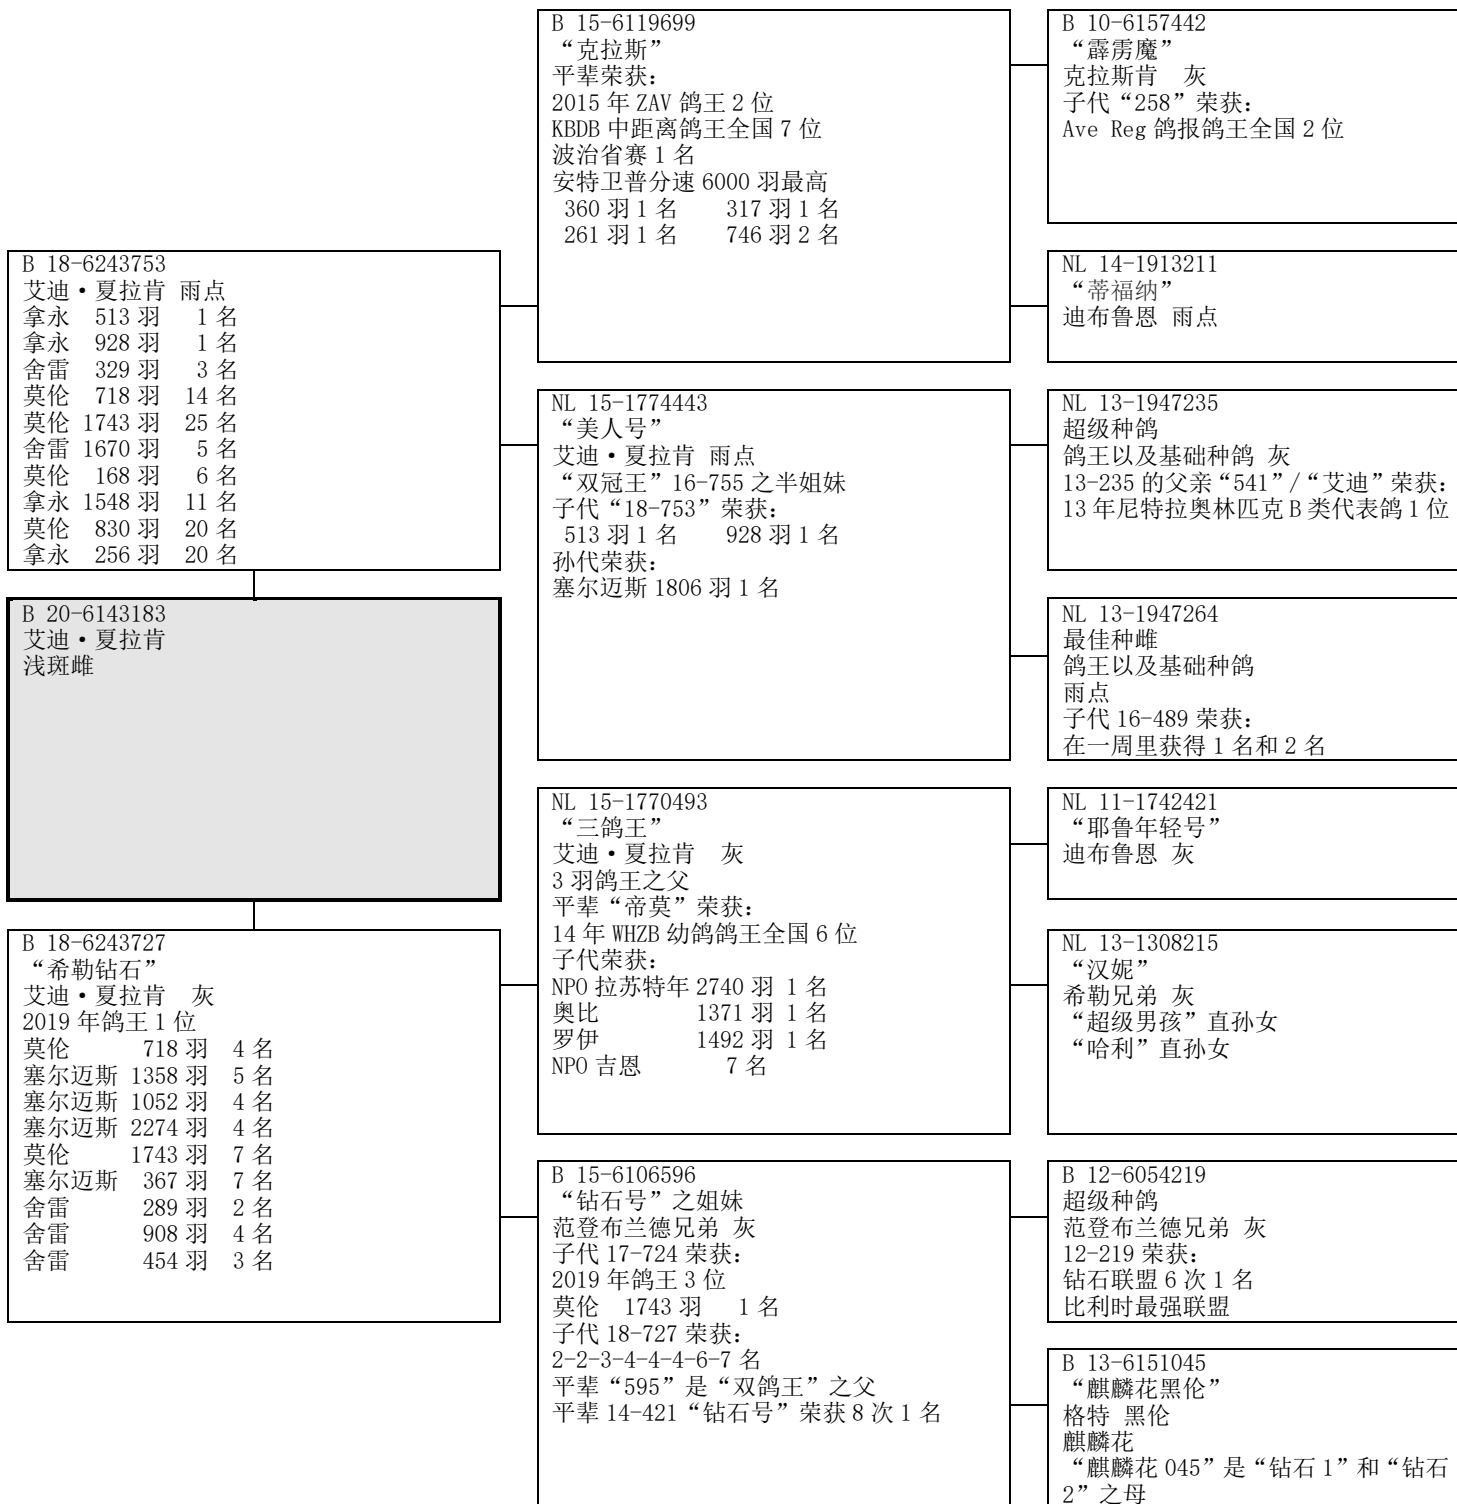 B 15-6119699
“克拉斯”
平辈荣获：
2015 年 ZAV 鸽王 2 位
KBDB 中距离鸽王全国 7 位
波治省赛 1 名
安特卫普分速 6000 羽最高
360 羽 1 名 317 羽 1 名
261 羽 1 名 746 羽 2 名
B 10-6157442
“霹雳魔”
克拉斯肯 灰
子代“258”荣获：
Ave Reg 鸽报鸽王全国 2 位
B 18-6243753
艾迪·夏拉肯 雨点
拿永 513 羽 1 名
拿永 928 羽 1 名
舍雷 329 羽 3 名
莫伦 718 羽 14 名
莫伦 1743 羽 25 名
舍雷 1670 羽 5 名
莫伦 168 羽 6 名
拿永 1548 羽 11 名
莫伦 830 羽 20 名
拿永 256 羽 20 名
NL 14-1913211
“蒂福纳”
迪布鲁恩 雨点
NL 15-1774443
“美人号”
艾迪·夏拉肯 雨点
“双冠王”16-755 之半姐妹
子代“18-753”荣获：
513 羽 1 名 928 羽 1 名
孙代荣获：
塞尔迈斯 1806 羽 1 名
NL 13-1947235
超级种鸽
鸽王以及基础种鸽 灰
13-235 的父亲“541”/“艾迪”荣获：
13 年尼特拉奥林匹克 B 类代表鸽 1 位
B 20-6143183
艾迪·夏拉肯
浅斑雌
NL 13-1947264
最佳种雌
鸽王以及基础种鸽
雨点
子代 16-489 荣获：
在一周里获得 1 名和 2 名
NL 15-1770493
“三鸽王”
艾迪·夏拉肯 灰
3 羽鸽王之父
平辈“帝莫”荣获：
14 年 WHZB 幼鸽鸽王全国 6 位
子代荣获：
NPO 拉苏特年 2740 羽 1 名
奥比 1371 羽 1 名
罗伊 1492 羽 1 名
NPO 吉恩 7 名
NL 11-1742421
“耶鲁年轻号”
迪布鲁恩 灰
B 18-6243727
“希勒钻石”
艾迪·夏拉肯 灰
2019 年鸽王 1 位
莫伦 718 羽 4 名
塞尔迈斯 1358 羽 5 名
塞尔迈斯 1052 羽 4 名
塞尔迈斯 2274 羽 4 名
莫伦 1743 羽 7 名
塞尔迈斯 367 羽 7 名
舍雷 289 羽 2 名
舍雷 908 羽 4 名
舍雷 454 羽 3 名
NL 13-1308215
“汉妮”
希勒兄弟 灰
“超级男孩”直孙女
“哈利”直孙女
B 15-6106596
“钻石号”之姐妹
范登布兰德兄弟 灰
子代 17-724 荣获：
2019 年鸽王 3 位
莫伦 1743 羽 1 名
子代 18-727 荣获：
2-2-3-4-4-4-4-6-7 名
平辈“595”是“双鸽王”之父
平辈 14-421“钻石号”荣获 8 次 1 名
B 12-6054219
超级种鸽
范登布兰德兄弟 灰
12-219 荣获：
钻石联盟 6 次 1 名
比利时最强联盟
B 13-6151045
“麒麟花黑伦”
格特 黑伦
麒麟花
“麒麟花 045”是“钻石 1”和“钻石
2”之母